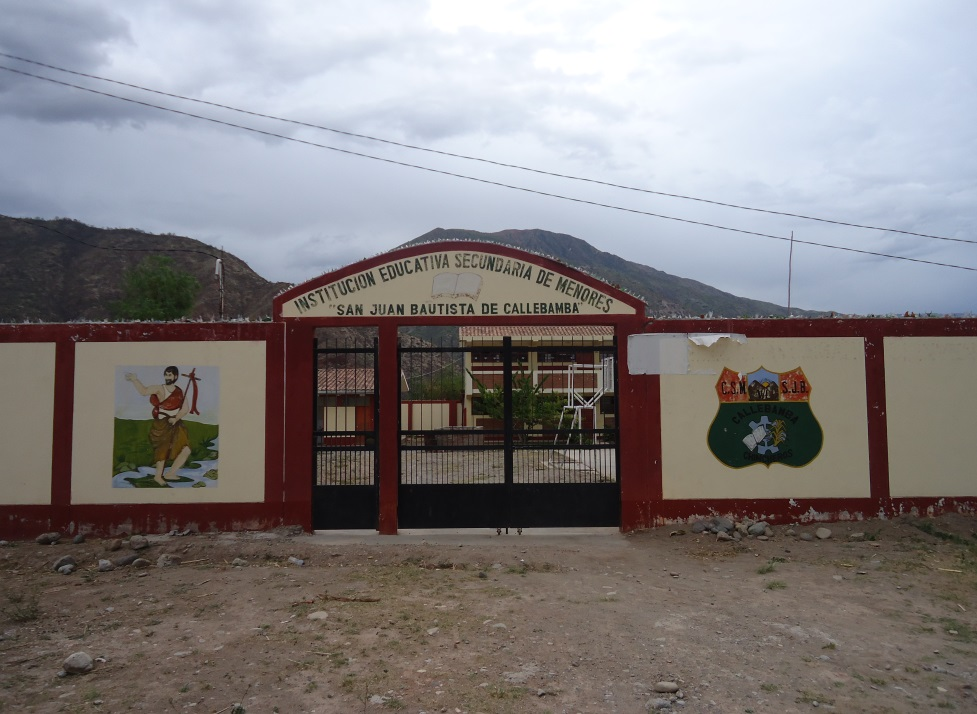 INSTITUCION EDUCATIVA SECUNDARIA DE MENORES
"SAN JUAN BAUTISTA DE CALLEBAMBA"
C.S.M S.J.B
CALLEBAMBA